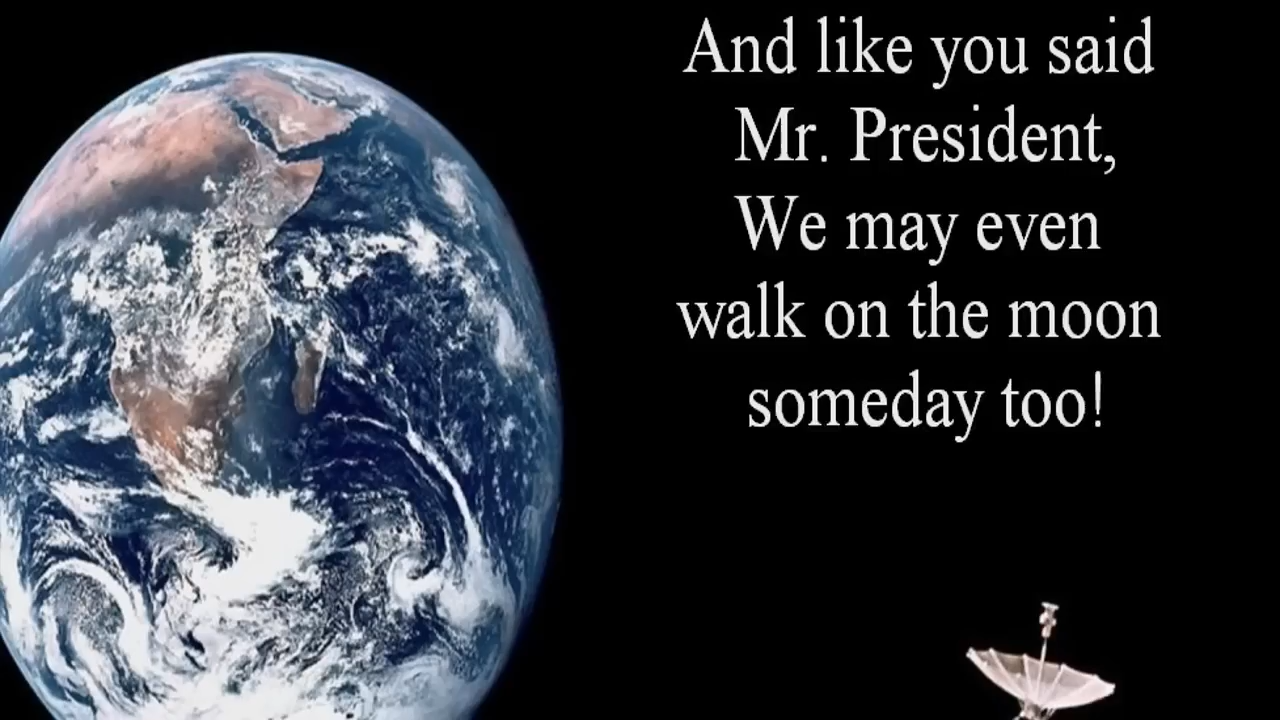 And like you said
Mr. President,
We may even
walk on the moon
someday too!